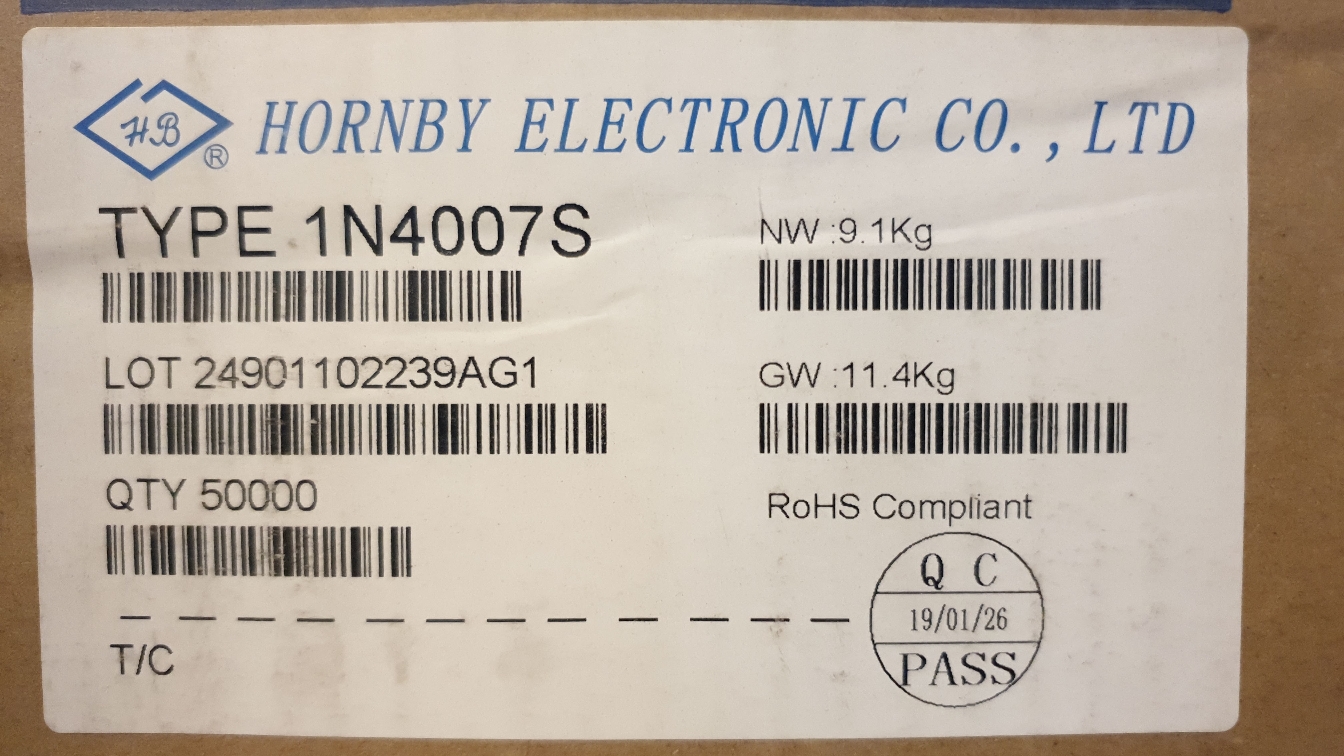 HB ®
HORNBY ELECTRONIC CO.,LTD
TYPE 1N4007S
NW :9.1Kg
LOT 24901102239AG1
GW :11.4Kg
QTY 50000
RoHS Compliant
Q C
19/01/26
PASS
T/C